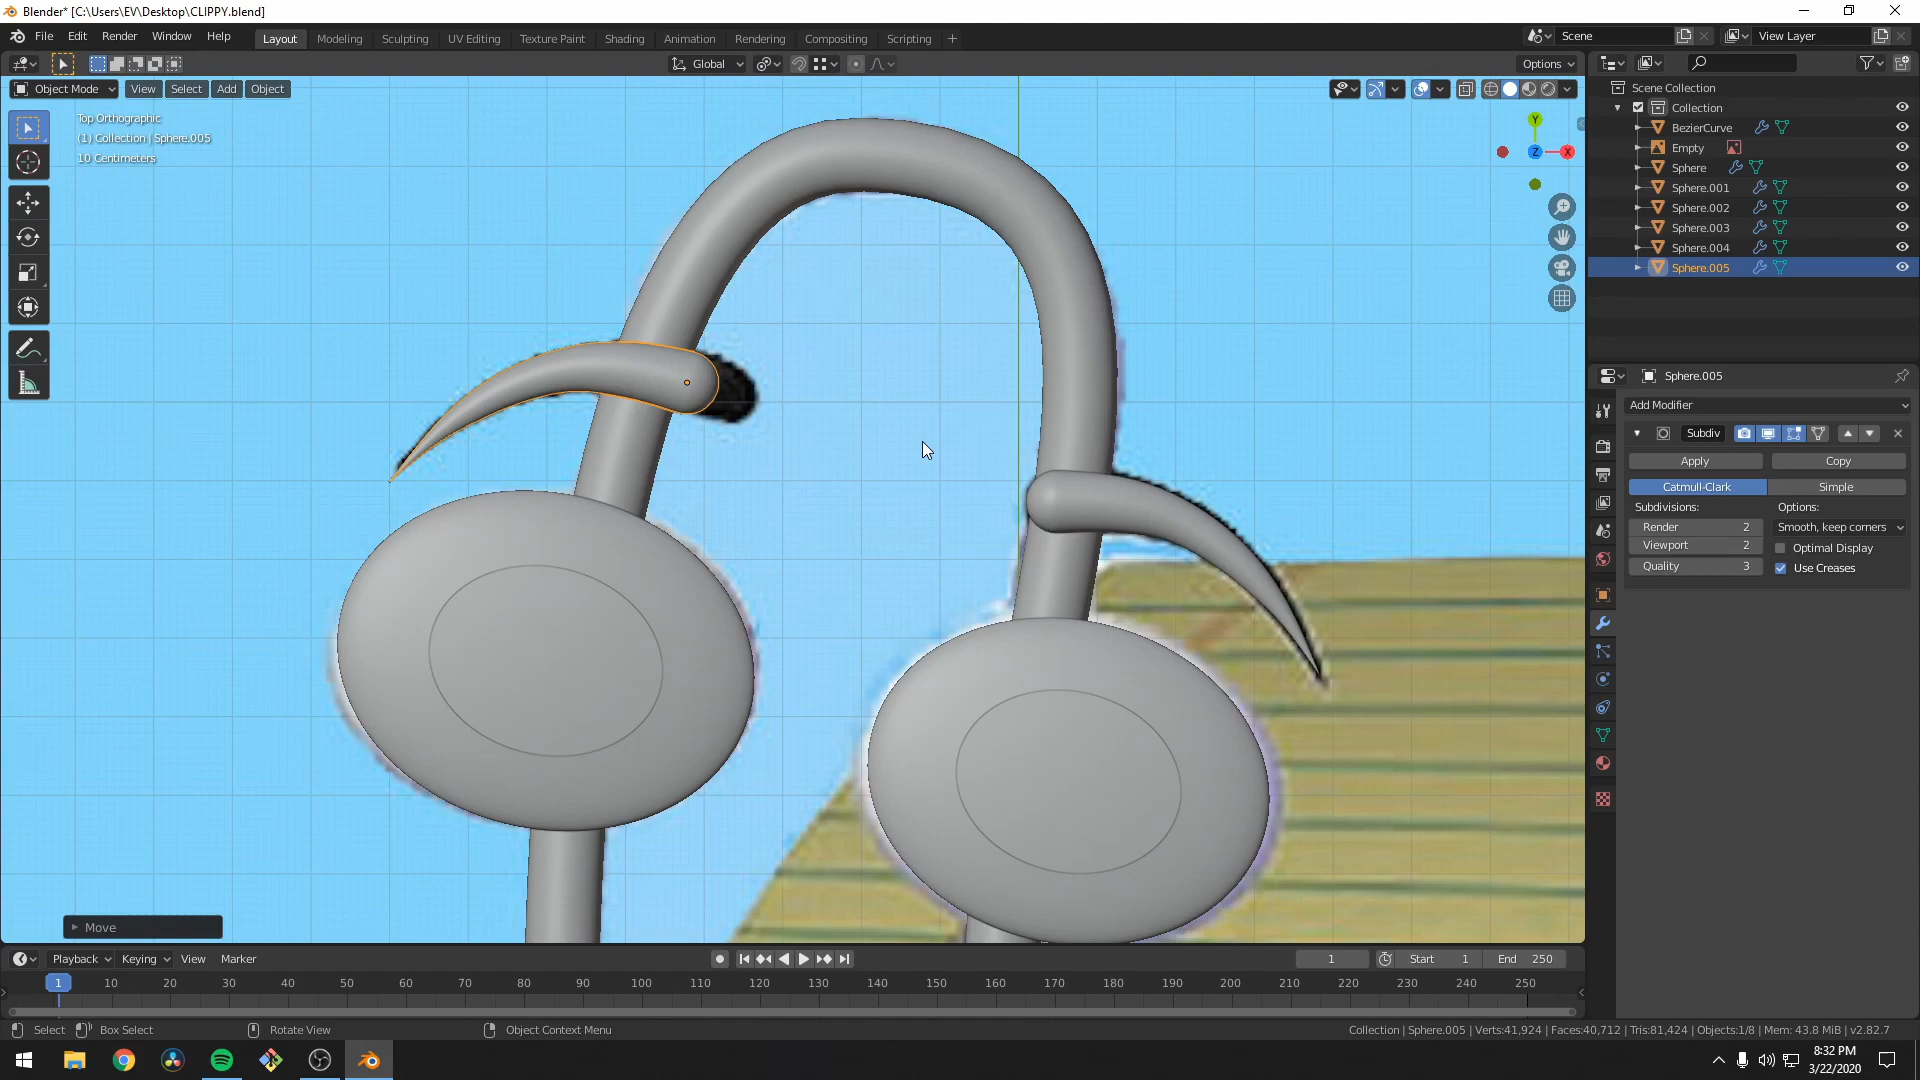 Blender* [C:\Users\EV\Desktop\CLIPPY.blend]
File Edit Render Window Help
Layout Modeling Sculpting UV Editing Texture Paint Shading Animation Rendering Compositing Scripting +
Scene
View Layer
Global
Options
Object Mode View Select Add Object
Top Orthographic
(1) Collection | Sphere.005
10 Centimeters
Y
Z
X
Scene Collection
Collection
BezierCurve
Empty
Sphere
Sphere.001
Sphere.002
Sphere.003
Sphere.004
Sphere.005
Sphere.005
Add Modifier
Subdiv
Apply Copy
Catmull-Clark Simple
Subdivisions: Options:
Render 2 Smooth, keep corners
Viewport 2 Optimal Display
Quality 3 Use Creases
Move
Playback Keying View Marker
1 Start 1 End 250
1 10 20 30 40 50 60 70 80 90 100 110 120 130 140 150 160 170 180 190 200 210 220 230 240 250
Select Box Select Rotate View Object Context Menu
Collection | Sphere.005 | Verts:41,924 | Faces:40,712 | Tris:81,424 | Objects:1/8 | Mem: 43.8 MiB | v2.82.7
8:32 PM
3/22/2020